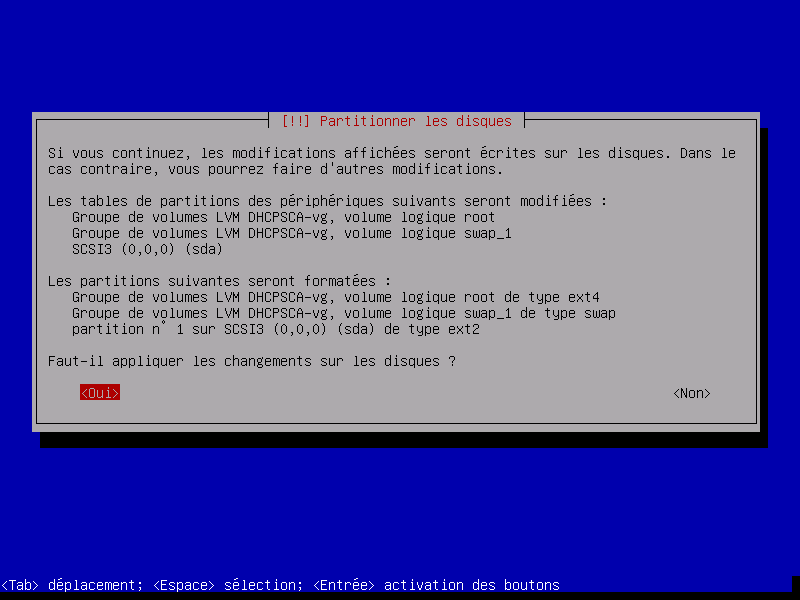 [!!] Partitionner les disques
Si vous continuez, les modifications affichées seront écrites sur les disques. Dans le
cas contraire, vous pourrez faire d'autres modifications.
Les tables de partitions des périphériques suivants seront modifiées :
Groupe de volumes LVM DHCPSCA-vg, volume logique root
Groupe de volumes LVM DHCPSCA-vg, volume logique swap_1
SCSI3 (0,0,0) (sda)
Les partitions suivantes seront formatées :
Groupe de volumes LVM DHCPSCA-vg, volume logique root de type ext4
Groupe de volumes LVM DHCPSCA-vg, volume logique swap_1 de type swap
partition n° 1 sur SCSI3 (0,0,0) (sda) de type ext2
Faut-il appliquer les changements sur les disques ?
<Oui> <Non>
<Tab> déplacement; <Espace> sélection; <Entrée> activation des boutons